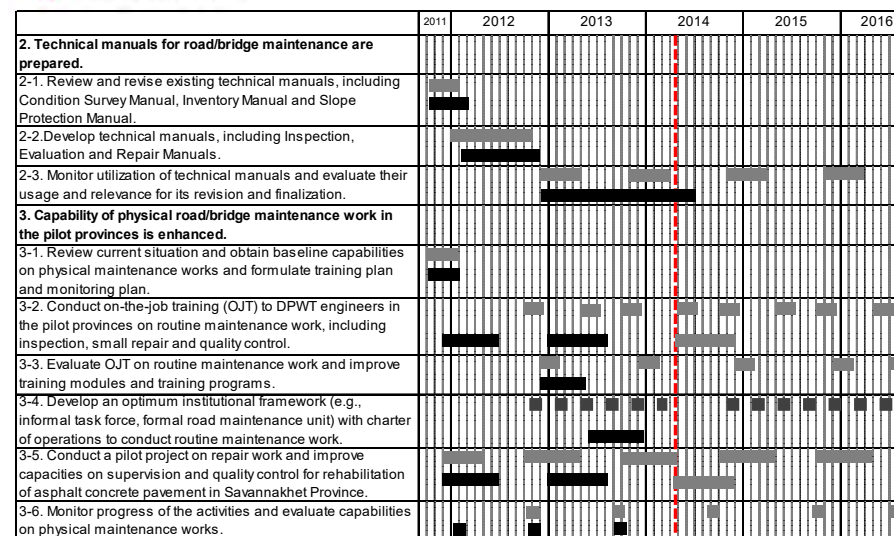 2011 2012 2013 2014 2015 2016
2. Technical manuals for road/bridge maintenance are
prepared.
2-1. Review and revise existing technical manuals, including
Condition Survey Manual, Inventory Manual and Slope
Protection Manual.
2-2.Develop technical manuals, including Inspection,
Evaluation and Repair Manuals.
2-3. Monitor utilization of technical manuals and evaluate their
usage and relevance for its revision and finalization.
3. Capability of physical road/bridge maintenance work in
the pilot provinces is enhanced.
3-1. Review current situation and obtain baseline capabilities
on physical maintenance works and formulate training plan
and monitoring plan.
3-2. Conduct on-the-job training (OJT) to DPWT engineers in
the pilot provinces on routine maintenance work, including
inspection, small repair and quality control.
3-3. Evaluate OJT on routine maintenance work and improve
training modules and training programs.
3-4. Develop an optimum institutional framework (e.g.,
informal task force, formal road maintenance unit) with charter
of operations to conduct routine maintenance work.
3-5. Conduct a pilot project on repair work and improve
capacities on supervision and quality control for rehabilitation
of asphalt concrete pavement in Savannakhet Province.
3-6. Monitor progress of the activities and evaluate capabilities
on physical maintenance works.